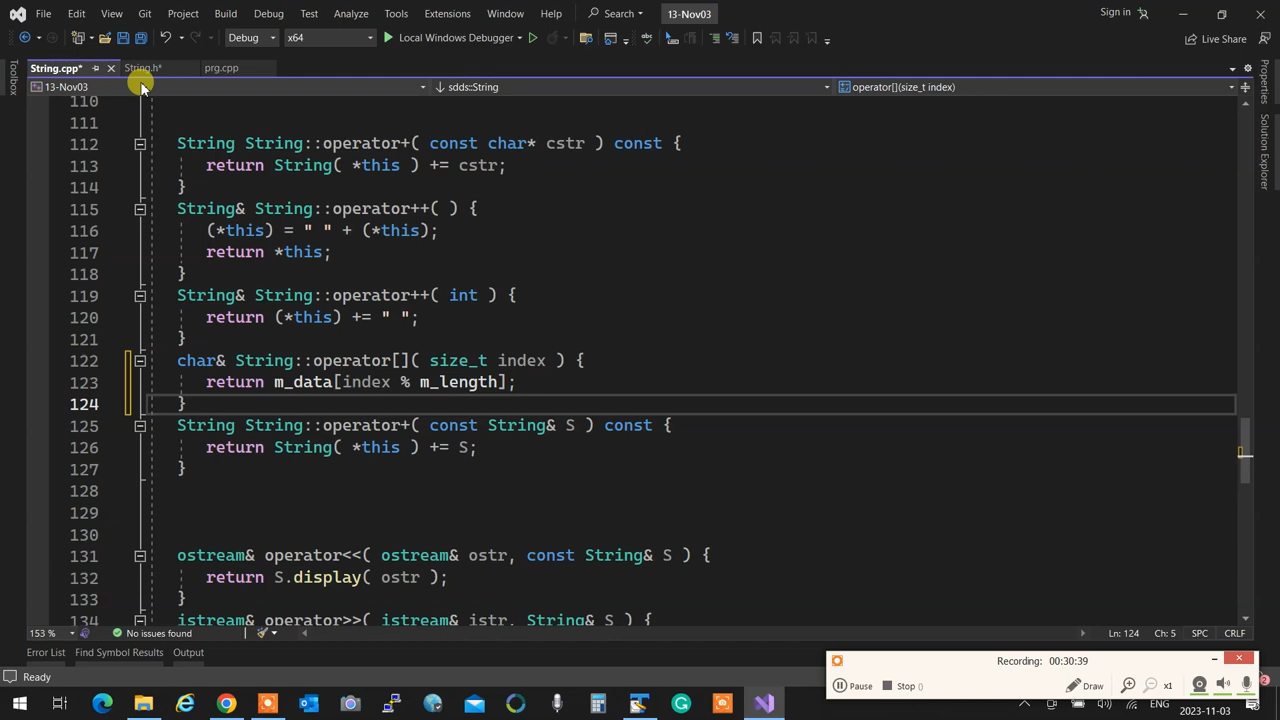 File Edit View Git Project Build Debug Test Analyze Tools Extensions Window Help Search 13-Nov03 Sign in
Debug x64 Local Windows Debugger Live Share
String.cpp* String.h* prg.cpp
13-Nov03 sdds::String operator[](size_t index)
Toolbox
Properties
Solution Explorer
110
111
112 String String::operator+( const char* cstr ) const {
113 return String( *this ) += cstr;
114 }
115 String& String::operator++( ) {
116 (*this) = " " + (*this);
117 return *this;
118 }
119 String& String::operator++( int ) {
120 return (*this) += " ";
121 }
122 char& String::operator[]( size_t index ) {
123 return m_data[index % m_length];
124 }
125 String String::operator+( const String& S ) const {
126 return String( *this ) += S;
127 }
128
129
130
131 ostream& operator<<( ostream& ostr, const String& S ) {
132 return S.display( ostr );
133 }
134 istream& operator>>( istream& istr, String& S ) {
153 % No issues found Ln: 124 Ch: 5 SPC CRLF
Error List Find Symbol Results Output
Ready
Recording: 00:30:39
Pause Stop () Draw x1
2
ENG 7:00
2023-11-03